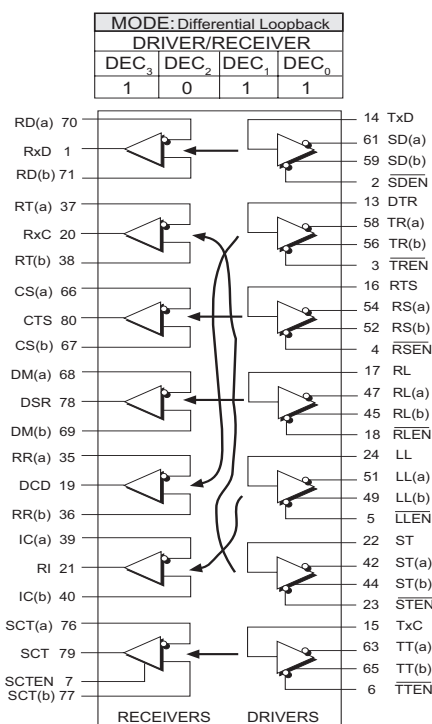 MODE: Differential Loopback
DRIVER/RECEIVER
DEC3 DEC2 DEC1 DEC0
1 0 1 1
RD(a) 70
RxD 1
RD(b) 71
RT(a) 37
RxC 20
RT(b) 38
CS(a) 66
CTS 80
CS(b) 67
DM(a) 68
DSR 78
DM(b) 69
RR(a) 35
DCD 19
RR(b) 36
IC(a) 39
RI 21
IC(b) 40
SCT(a) 76
SCT 79
SCTEN 7
SCT(b) 77
14 TxD
61 SD(a)
59 SD(b)
2 SDEN
13 DTR
58 TR(a)
56 TR(b)
3 TREN
16 RTS
54 RS(a)
52 RS(b)
4 RSEN
17 RL
47 RL(a)
45 RL(b)
18 RLEN
24 LL
51 LL(a)
49 LL(b)
5 LLEN
22 ST
42 ST(a)
44 ST(b)
23 STEN
15 TxC
63 TT(a)
65 TT(b)
6 TTEN
RECEIVERS DRIVERS